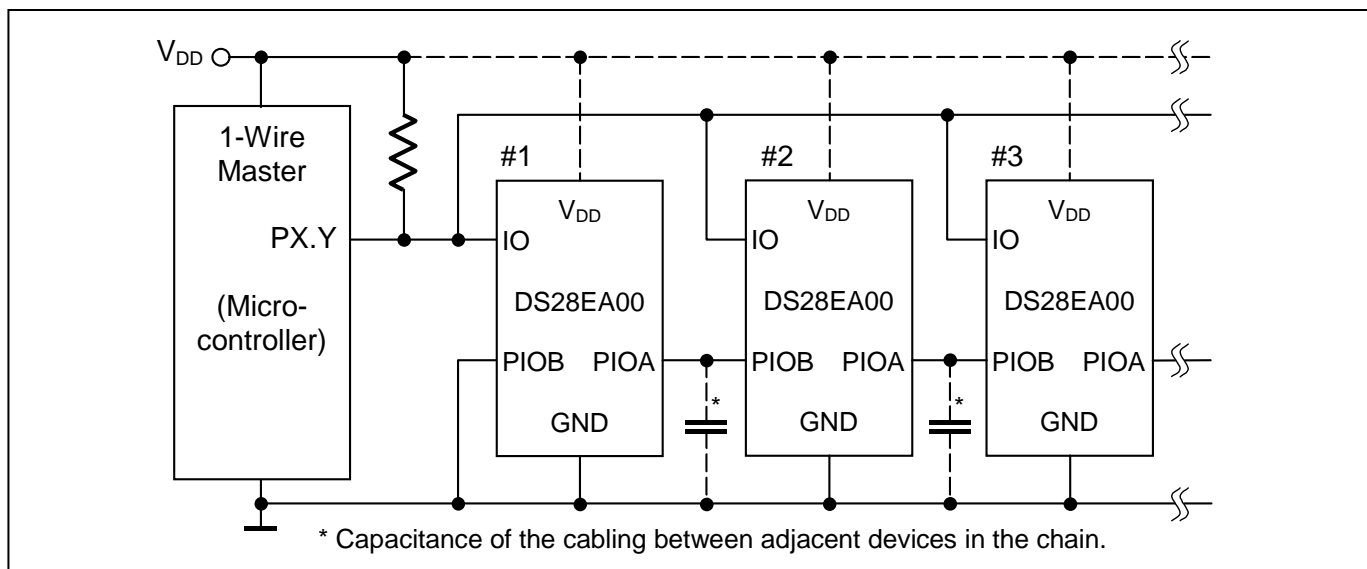 VDD
1-Wire
Master
PX.Y
(Micro-
controller)
#1
VDD
IO
DS28EA00
PIOB PIOA
GND
*
#2
VDD
IO
DS28EA00
PIOB PIOA
GND
*
#3
VDD
IO
DS28EA00
PIOB PIOA
GND
* Capacitance of the cabling between adjacent devices in the chain.